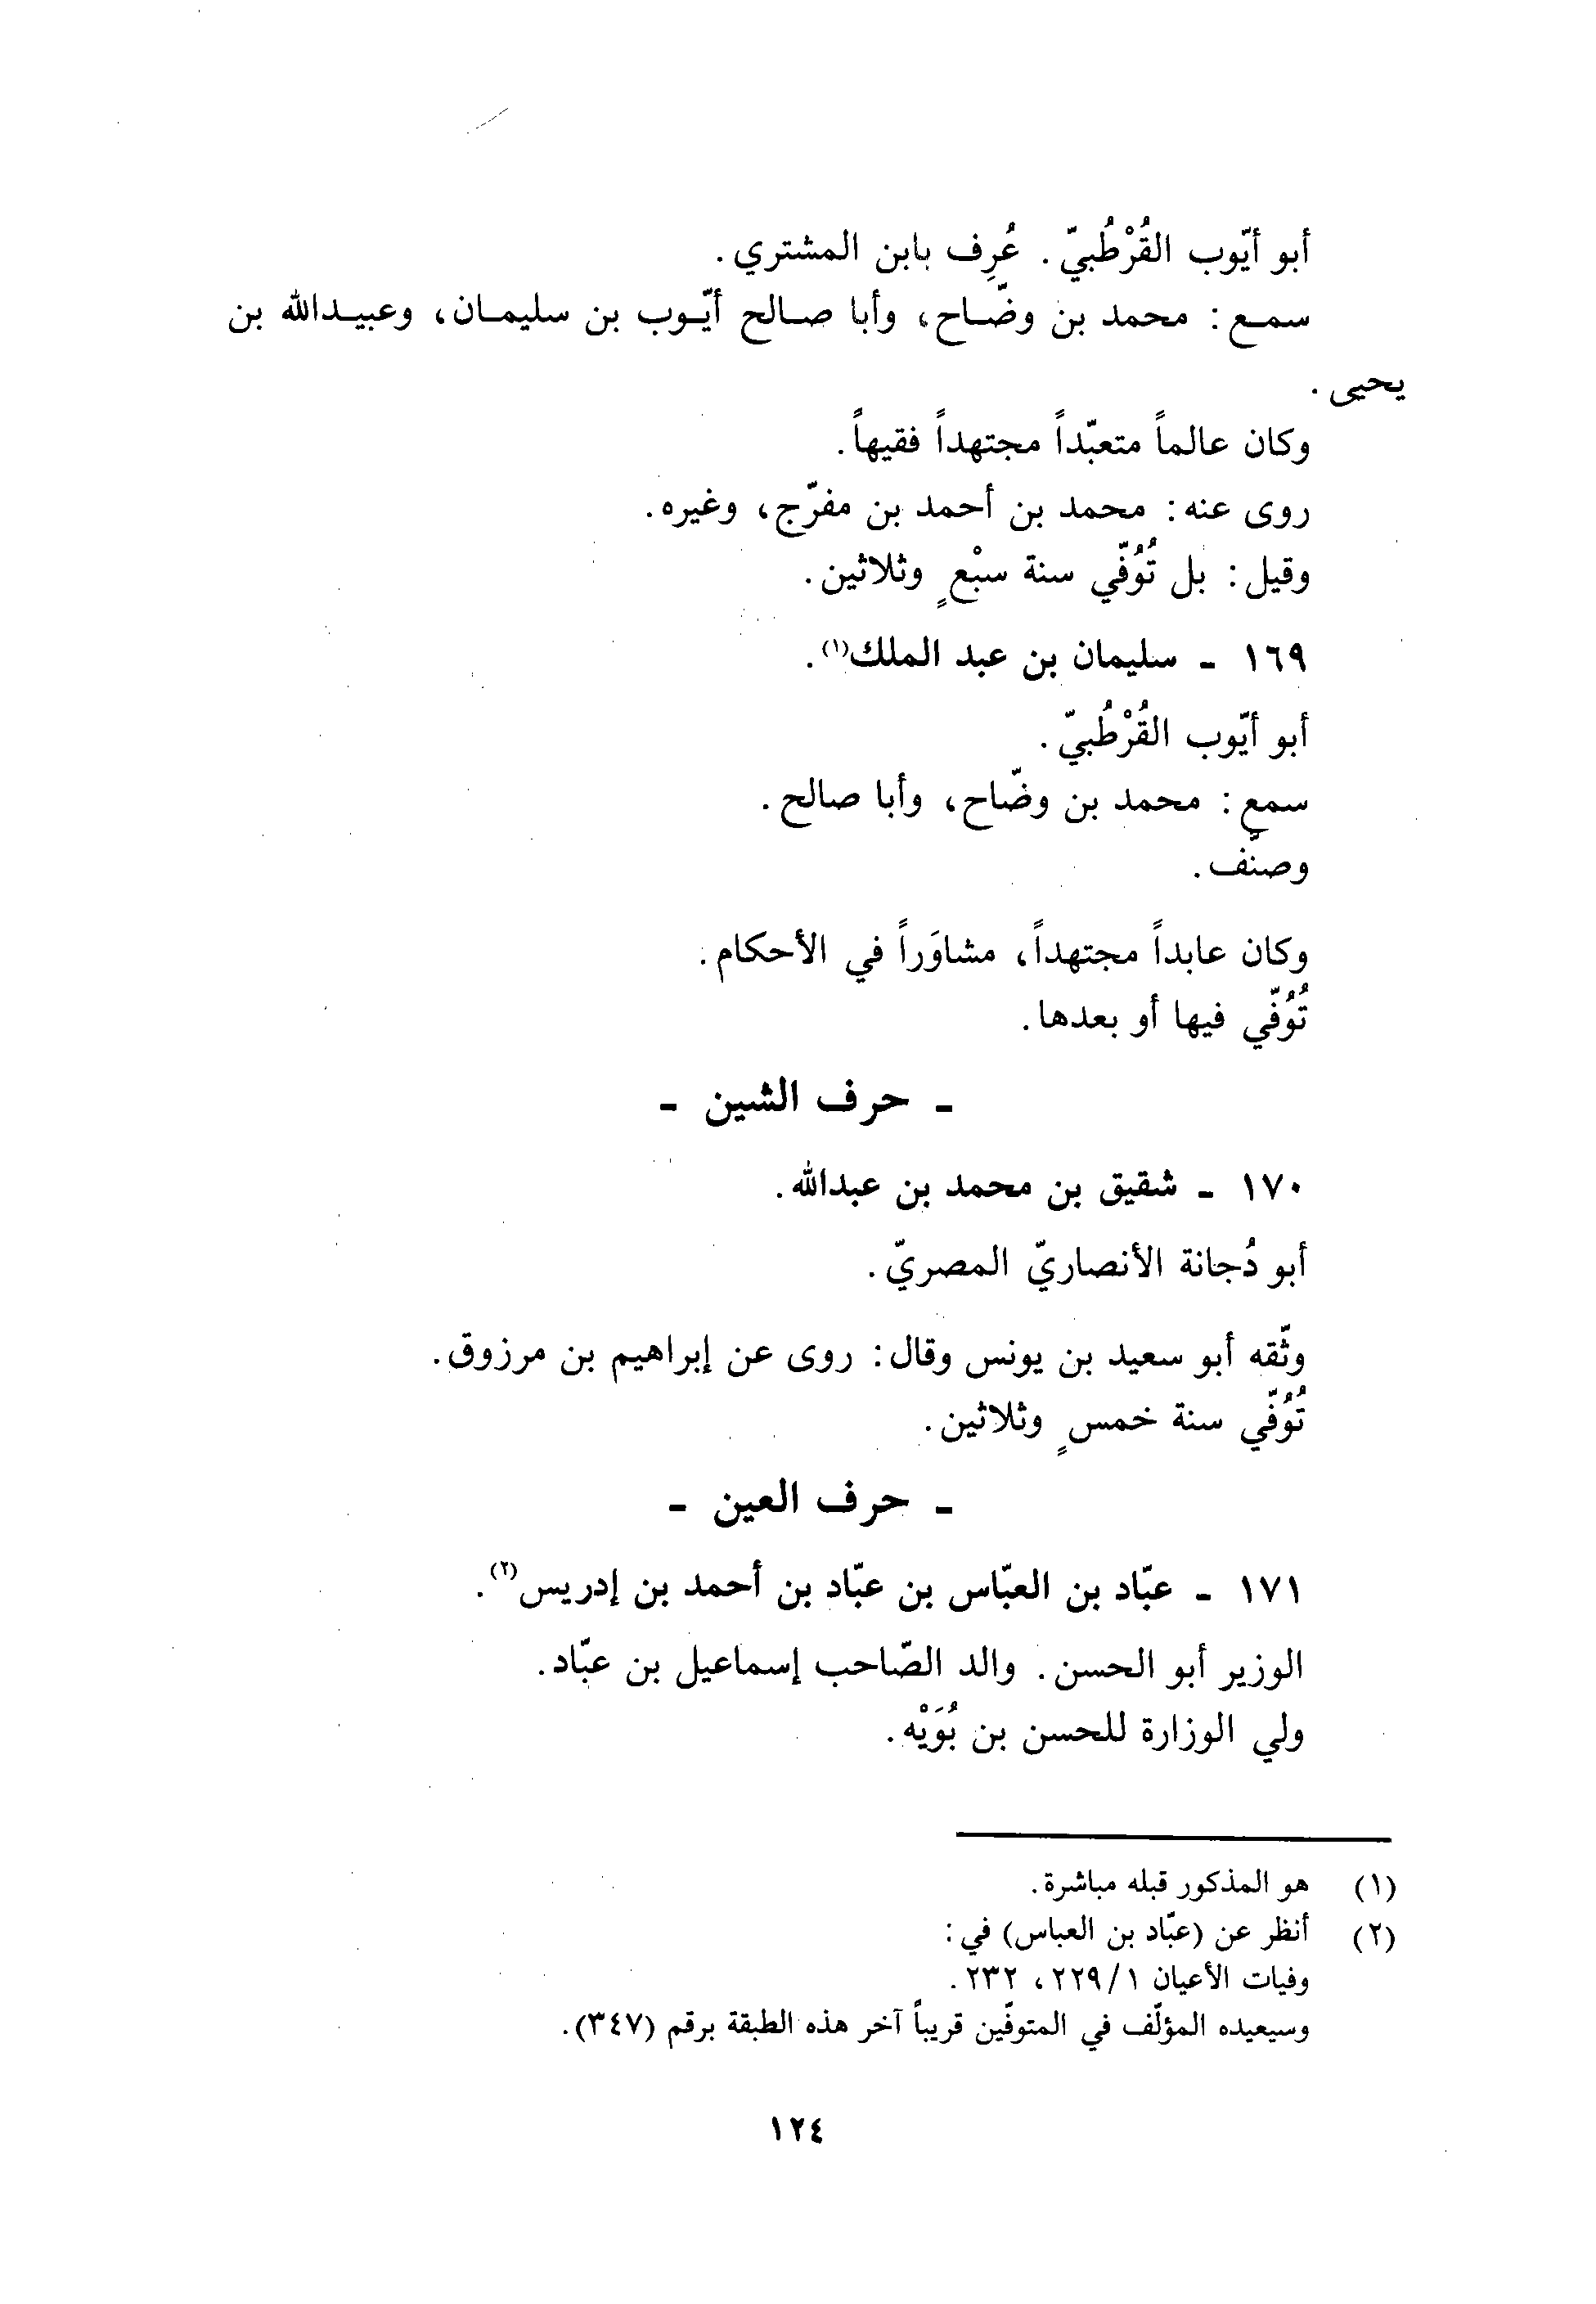 أبو أيّوب القُرْطُبيّ. عُرِف بابن المشتري.
سمع: محمد بن وضّاح، وأبا صالح أيّوب بن سليمان، وعبيدالله بن
يحيى.
وكان عالماً متعبّداً مجتهداً فقيهاً.
روى عنه: محمد بن أحمد بن مفرّج، وغيره.
وقيل: بل تُوُفّي سنة سبْعٍ وثلاثين.
١٦٩ - سليمان بن عبد الملك(١).
أبو أيّوب القُرْطُبيّ.
سمع: محمد بن وضّاح، وأبا صالح.
وصنّف.
وكان عابداً مجتهداً، مشاوَراً في الأحكام.
تُوُفّي فيها أو بعدها.
- حرف الشين -
١٧٠ - شقيق بن محمد بن عبدالله.
أبو دُجانة الأنصاريّ المصريّ.
وثّقه أبو سعيد بن يونس وقال: روى عن إبراهيم بن مرزوق.
تُوُفّي سنة خمسٍ وثلاثين.
- حرف العين -
١٧١ - عبّاد بن العبّاس بن عبّاد بن أحمد بن إدريس(٢).
الوزير أبو الحسن. والد الصّاحب إسماعيل بن عبّاد.
ولي الوزارة للحسن بن بُوَيْه.
(١) هو المذكور قبله مباشرة.
(٢) أنظر عن (عبّاد بن العباس) في:
وفيات الأعيان ١/٢٢٩، ٢٣٢.
وسيعيده المؤلّف في المتوفّين قريباً آخر هذه الطبقة برقم (٣٤٧).
١٢٤